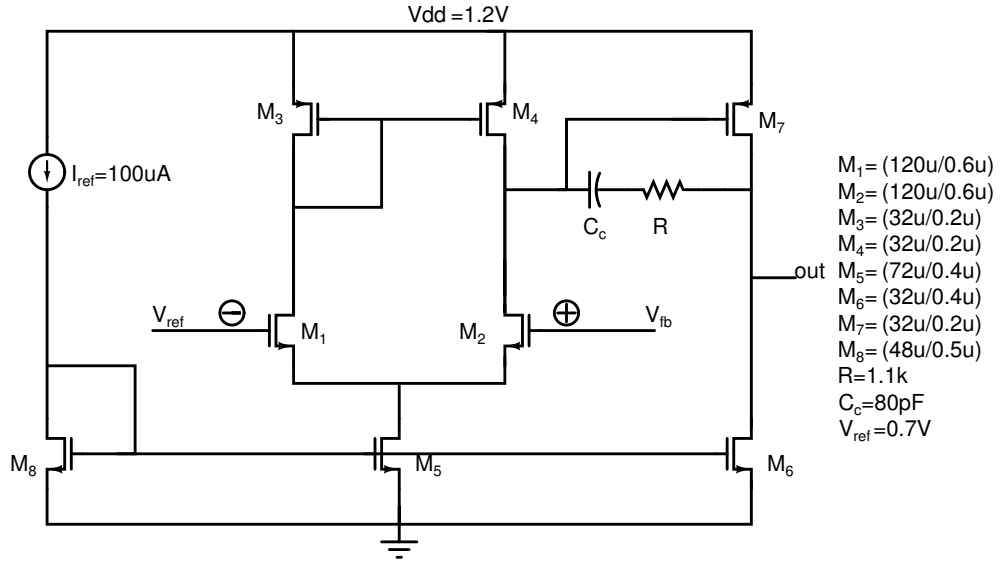 Vdd =1.2V
M3
M4
M7
Iref=100uA
Cc
R
out
Vref
M1
M2
Vfb
M8
M5
M6
M1= (120u/0.6u)
M2= (120u/0.6u)
M3= (32u/0.2u)
M4= (32u/0.2u)
M5= (72u/0.4u)
M6= (32u/0.4u)
M7= (32u/0.2u)
M8= (48u/0.5u)
R=1.1k
Cc=80pF
Vref=0.7V